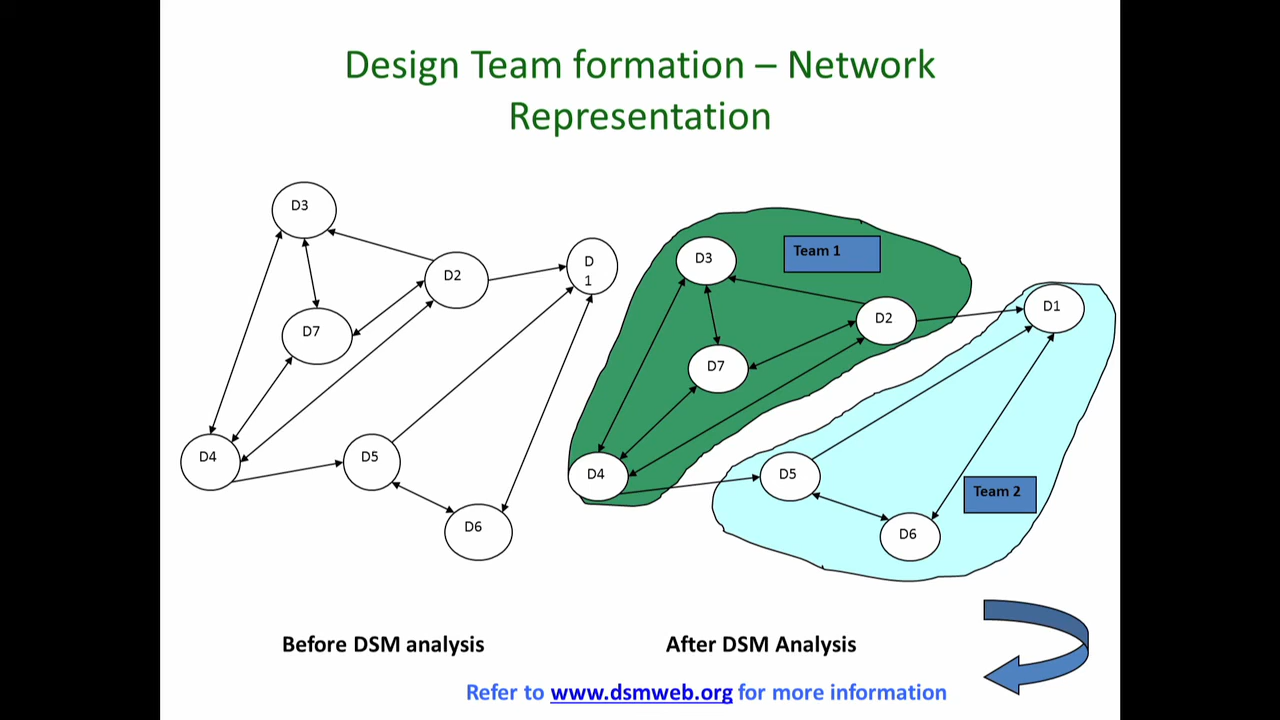 Design Team formation – Network
Representation
D3
D2
D
1
D7
D4
D5
D6
D3
Team 1
D2
D1
D7
D4
D5
Team 2
D6
Before DSM analysis
After DSM Analysis
Refer to www.dsmweb.org for more information